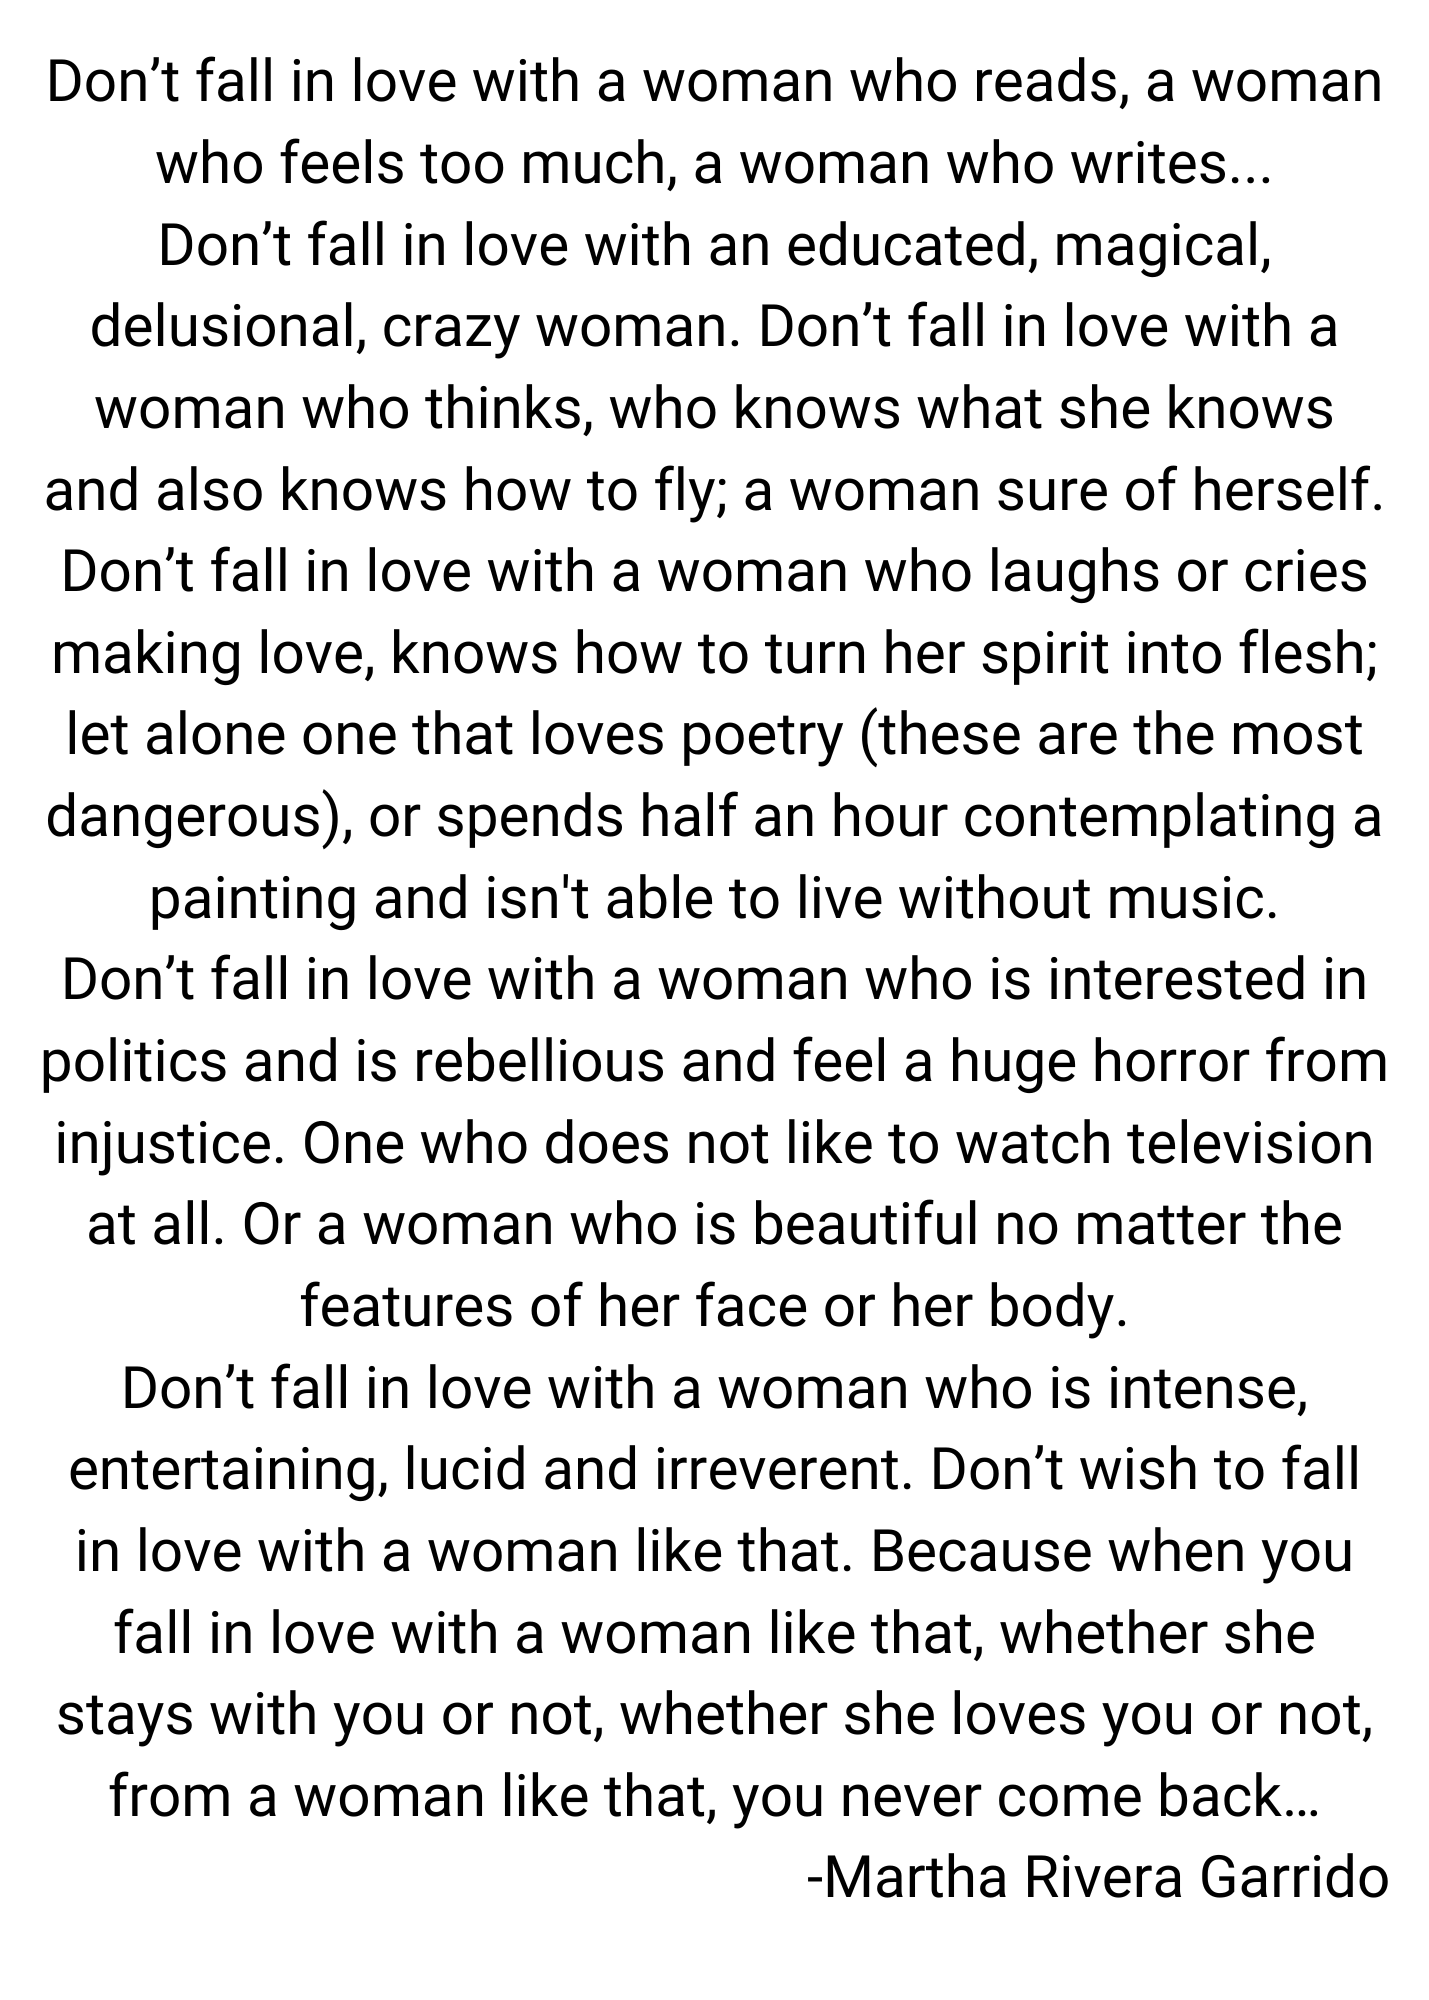 Don’t fall in love with a woman who reads, a woman
who feels too much, a woman who writes...
Don’t fall in love with an educated, magical,
delusional, crazy woman. Don’t fall in love with a
woman who thinks, who knows what she knows
and also knows how to fly; a woman sure of herself.
Don’t fall in love with a woman who laughs or cries
making love, knows how to turn her spirit into flesh;
let alone one that loves poetry (these are the most
dangerous), or spends half an hour contemplating a
painting and isn't able to live without music.
Don’t fall in love with a woman who is interested in
politics and is rebellious and feel a huge horror from
injustice. One who does not like to watch television
at all. Or a woman who is beautiful no matter the
features of her face or her body.
Don’t fall in love with a woman who is intense,
entertaining, lucid and irreverent. Don’t wish to fall
in love with a woman like that. Because when you
fall in love with a woman like that, whether she
stays with you or not, whether she loves you or not,
from a woman like that, you never come back…
-Martha Rivera Garrido